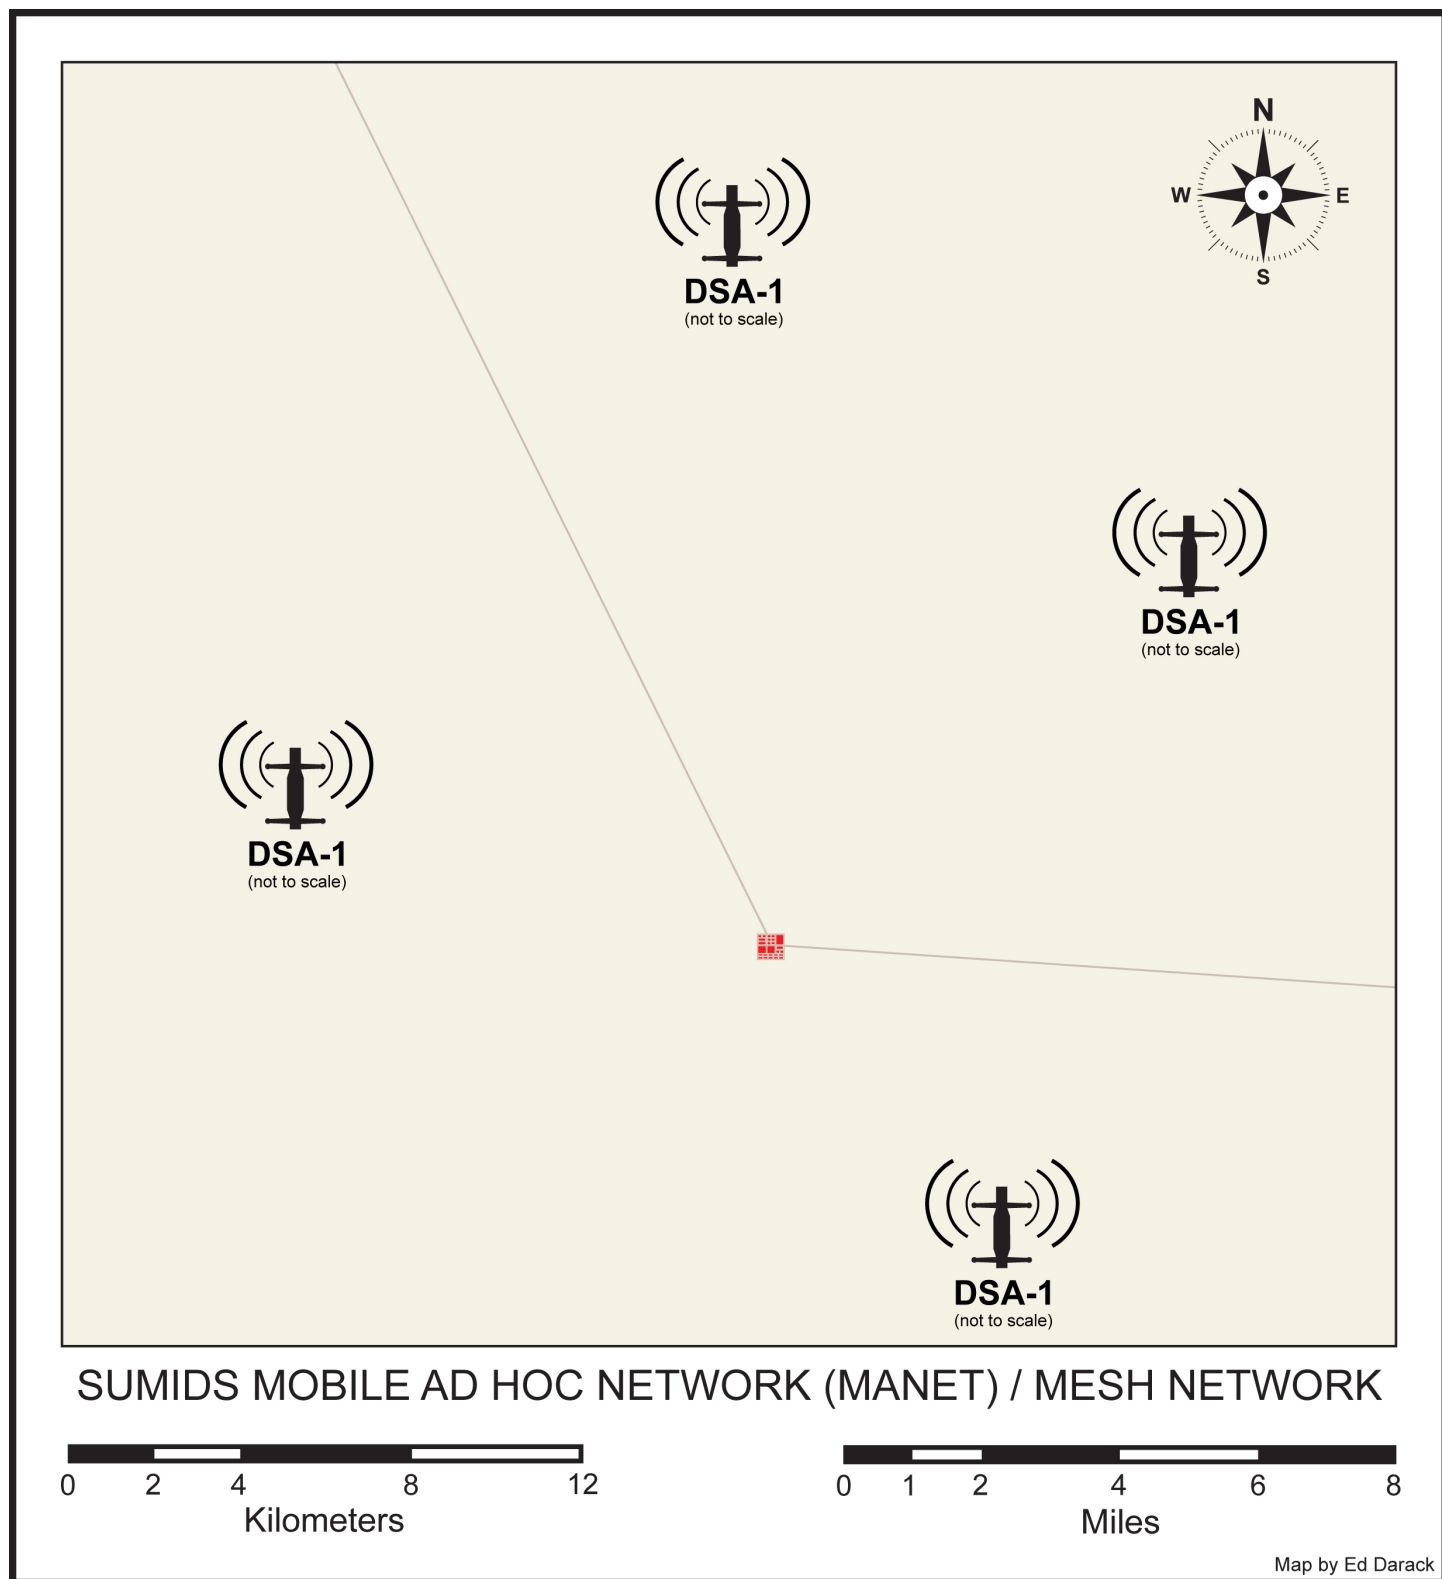 N
W
E
S
DSA-1
(not to scale)
DSA-1
(not to scale)
DSA-1
(not to scale)
DSA-1
(not to scale)
SUMIDS MOBILE AD HOC NETWORK (MANET) / MESH NETWORK
0 2 4 8 12
Kilometers
0 1 2 4 6 8
Miles
Map by Ed Darack